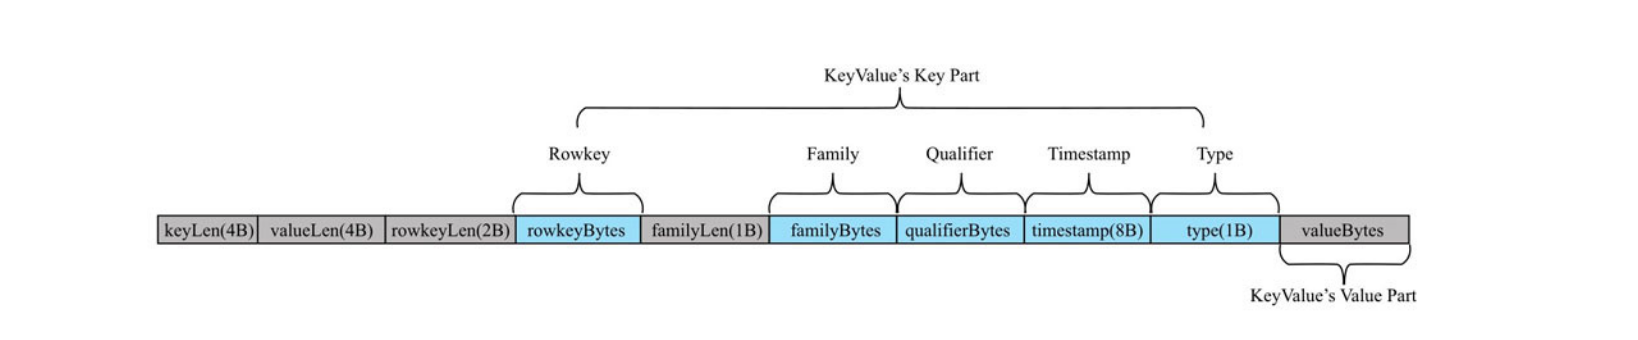 KeyValue’s Key Part
Rowkey Family Qualifier Timestamp Type
keyLen(4B) valueLen(4B) rowkeyLen(2B) rowkeyBytes familyLen(1B) familyBytes qualifierBytes timestamp(8B) type(1B) valueBytes
KeyValue’s Value Part